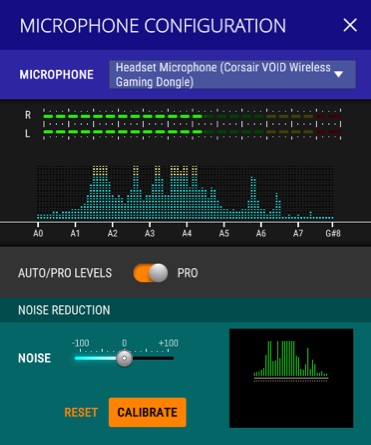 MICROPHONE CONFIGURATION
MICROPHONE
Headset Microphone (Corsair VOID Wireless
Gaming Dongle)
R
L
A0 A1 A2 A3 A4 A5 A6 A7 G#8
AUTO/PRO LEVELS PRO
NOISE REDUCTION
-100 0 +100
NOISE
RESET CALIBRATE